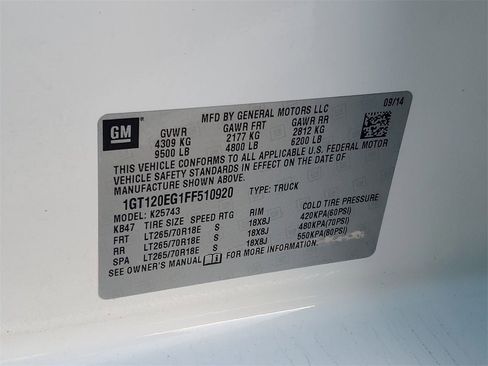 09/14
GM
MFD BY GENERAL MOTORS LLC
GVWR GAWR FRT GAWR RR
4309 KG 2177 KG 2812 KG
9500 LB 4800 LB 6200 LB
THIS VEHICLE CONFORMS TO ALL APPLICABLE U.S. FEDERAL MOTOR
VEHICLE SAFETY STANDARDS IN EFFECT ON THE DATE OF
MANUFACTURE SHOWN ABOVE.
1GT120EG1FF510920 TYPE: TRUCK
MODEL: K25743
KB47 TIRE SIZE SPEED RTG RIM COLD TIRE PRESSURE
FRT LT265/70R18E S 18X8J 420KPA(60PSI)
RR LT265/70R18E S 18X8J 480KPA(70PSI)
SPA LT265/70R18E S 18X8J 550KPA(80PSI)
SEE OWNER'S MANUAL FOR MORE INFORMATION.